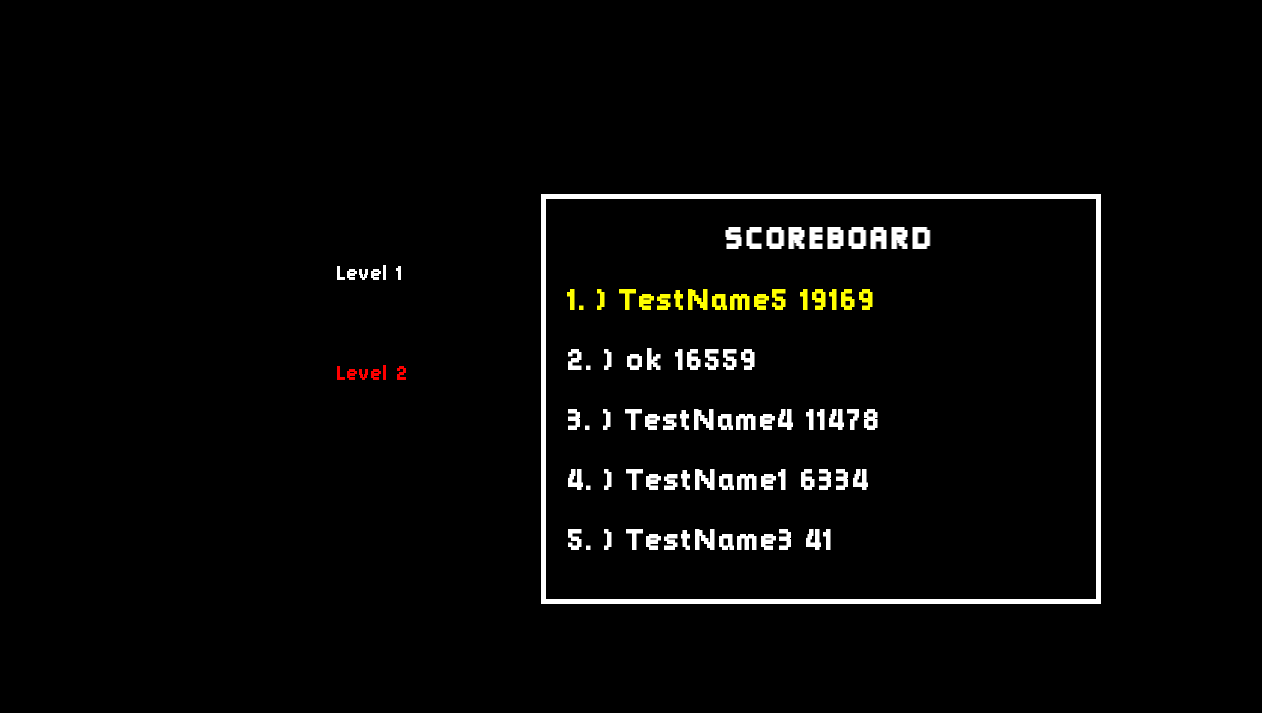 Level 1
Level 2
SCOREBOARD
1. ) TestName5 19169
2. ) ok 16559
3. ) TestName4 11478
4. ) TestName1 6334
5. ) TestName3 41